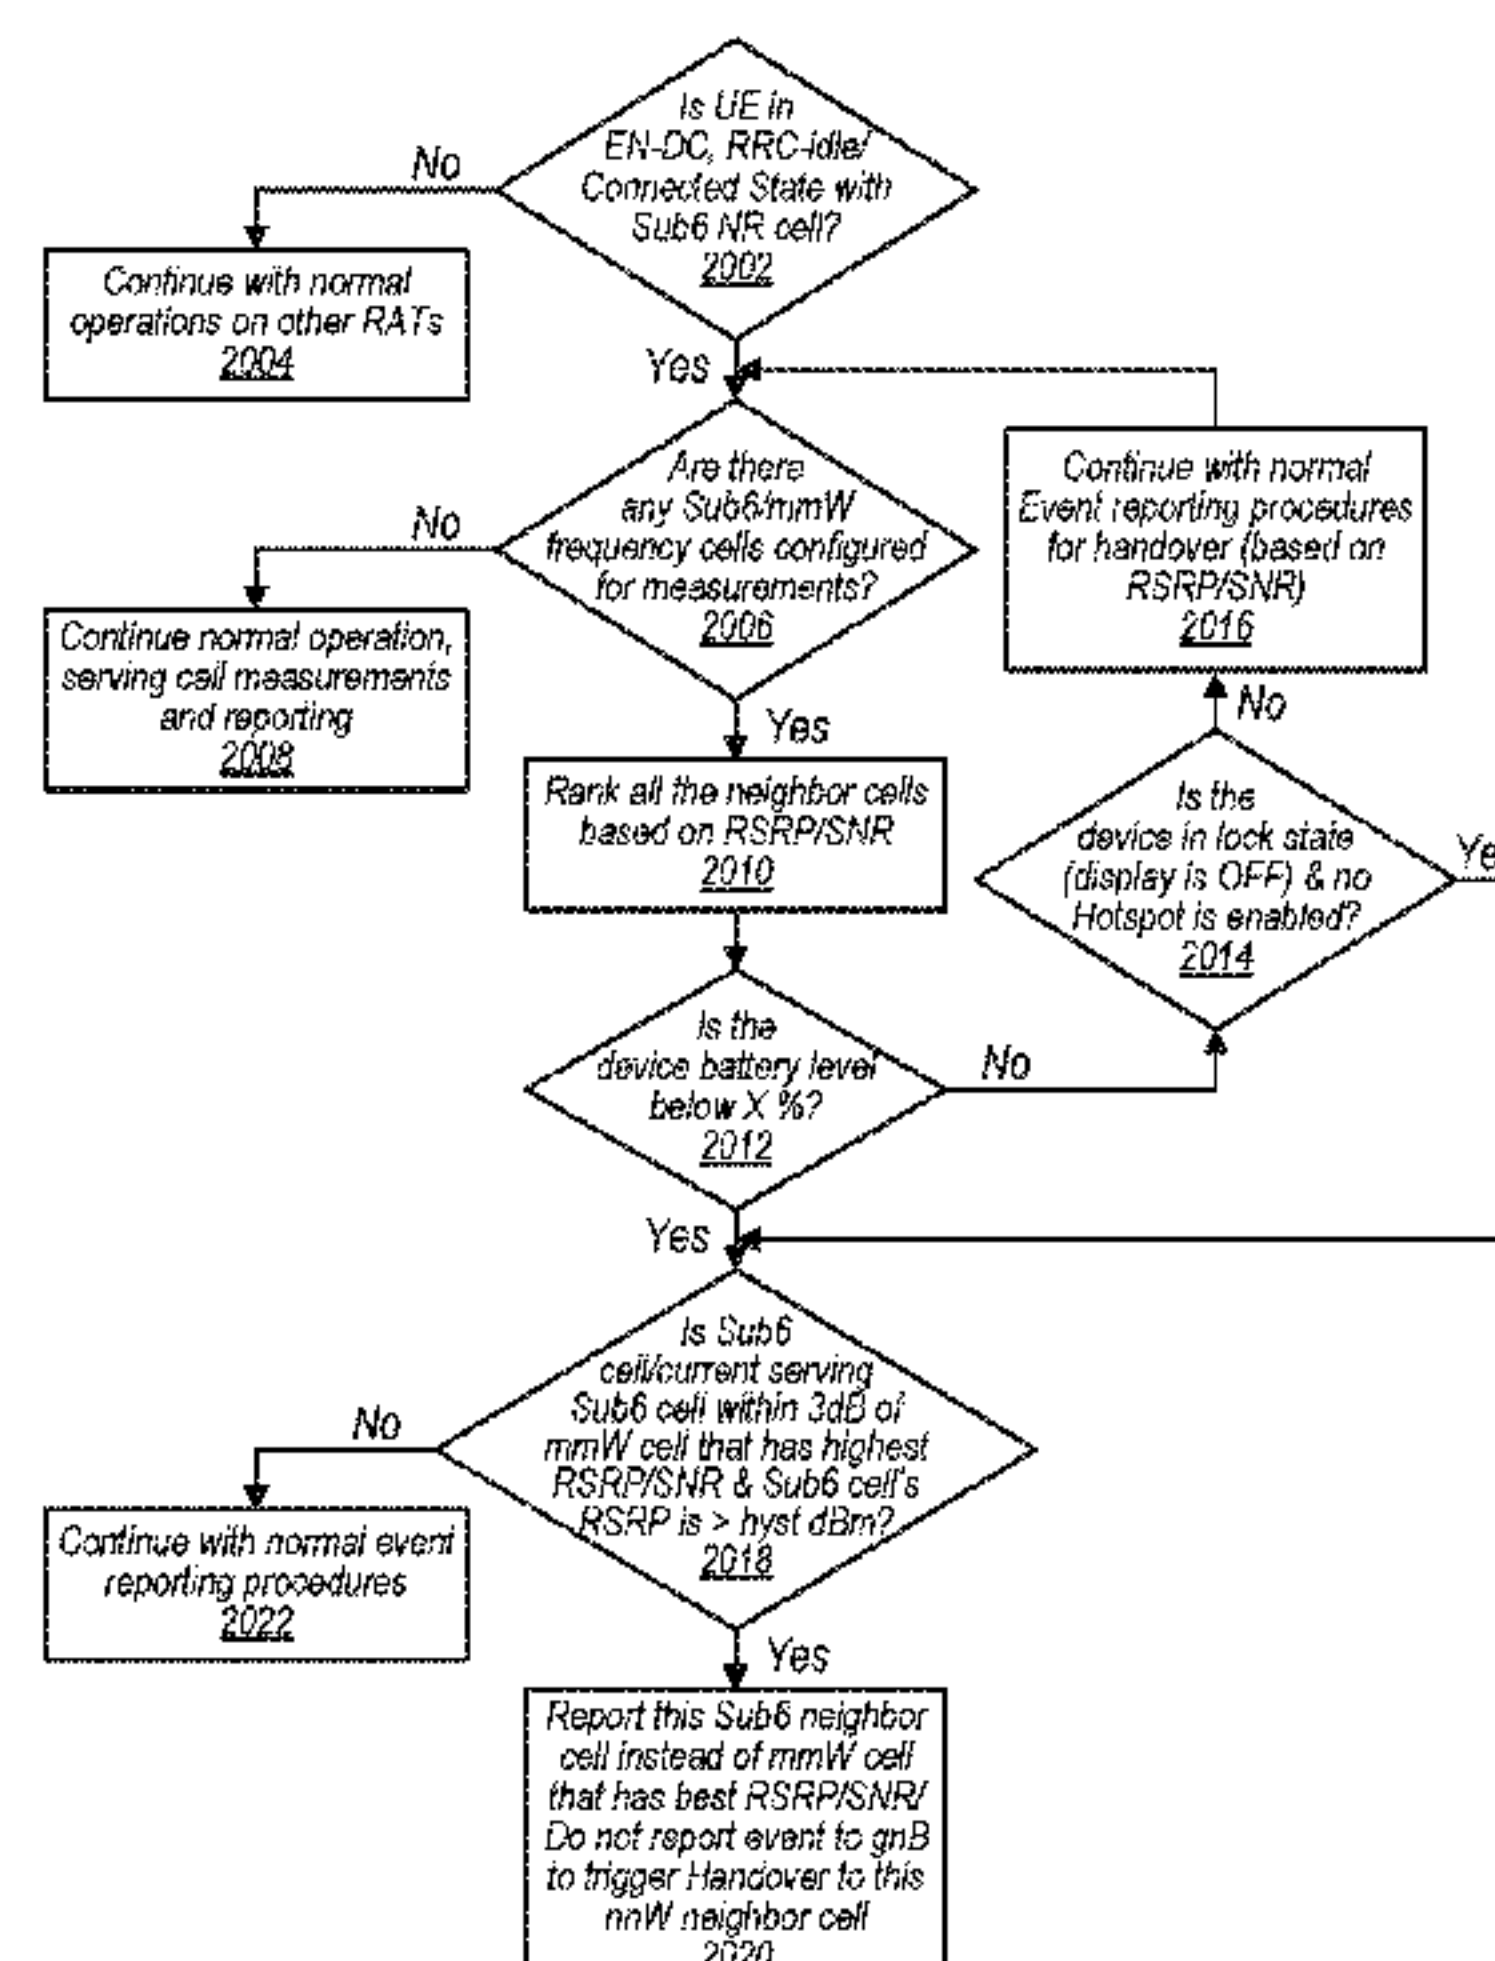 Is UE in
EN-DC, RRC-idle/
Connected State with
Sub6 NR cell?
2002
No
Continue with normal
operations on other RATs
2004
Yes
Are there
any Sub6/mmW
frequency cells configured
for measurements?
2006
No
Continue normal operation,
serving cell measurements
and reporting
2008
Yes
Continue with normal
Event reporting procedures
for handover (based on
RSRP/SNR)
2016
No
Rank all the neighbor cells
based on RSRP/SNR
2010
Is the
device in lock state
(display is OFF) & no
Hotspot is enabled?
2014
Ye
Is the
device battery level
below X %?
2012
No
Yes
Is Sub6
cell/current serving
Sub6 cell within 3dB of
mmW cell that has highest
RSRP/SNR & Sub6 cell's
RSRP is > hyst dBm?
2018
No
Continue with normal event
reporting procedures
2022
Yes
Report this Sub6 neighbor
cell instead of mmW cell
that has best RSRP/SNR/
Do not report event to gnB
to trigger Handover to this
nnW neighbor cell
2020